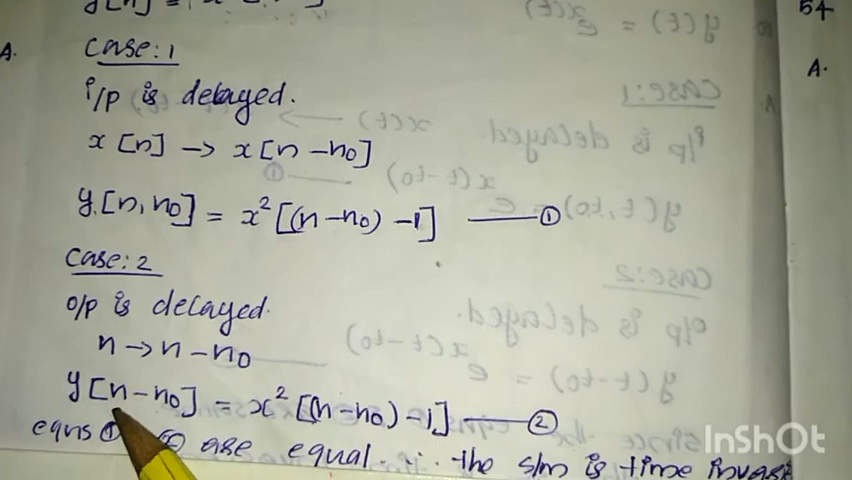 54
A.
A.
Case:1
i/p is delayed.
x[n] → x[n-n0]
y[n, n0] = x²[(n-n0)-1] —— ①
Case:2
o/p is delayed.
n → n-n0
y[n-n0] = x²[(n-n0)-1] —— ②
eqns ① ② are equal. ∴ the s/m is time
InShOt